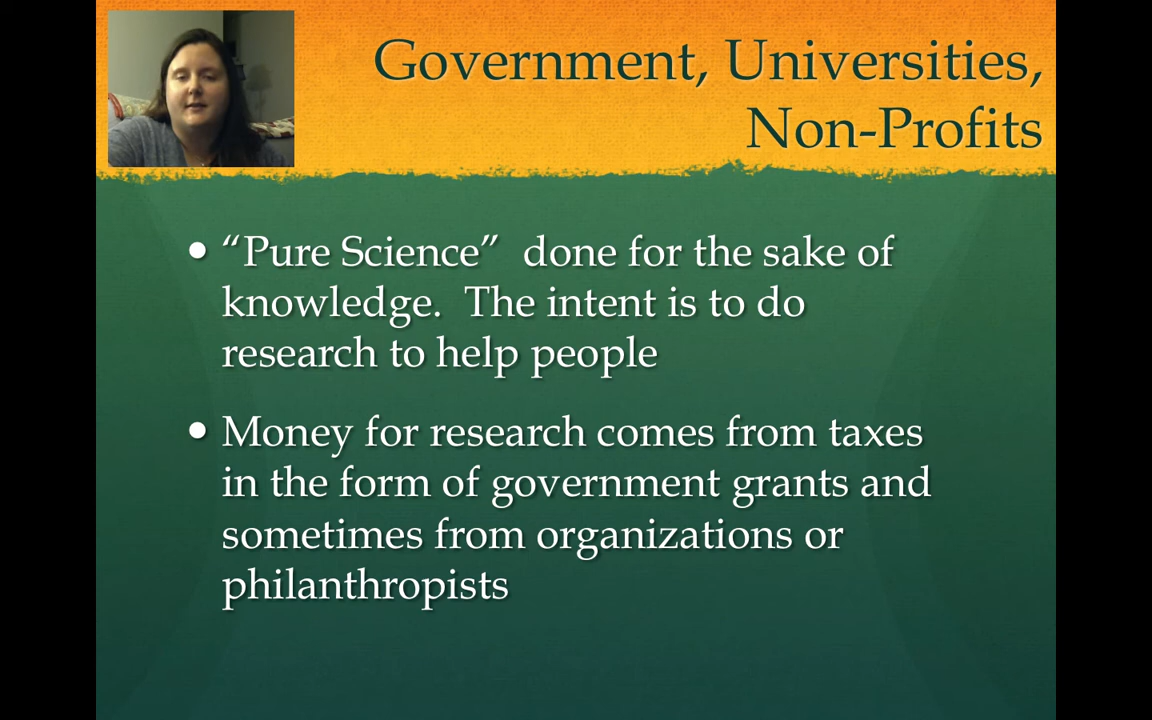 Government, Universities,
Non-Profits
• “Pure Science”  done for the sake of
knowledge.  The intent is to do
research to help people
• Money for research comes from taxes
in the form of government grants and
sometimes from organizations or
philanthropists